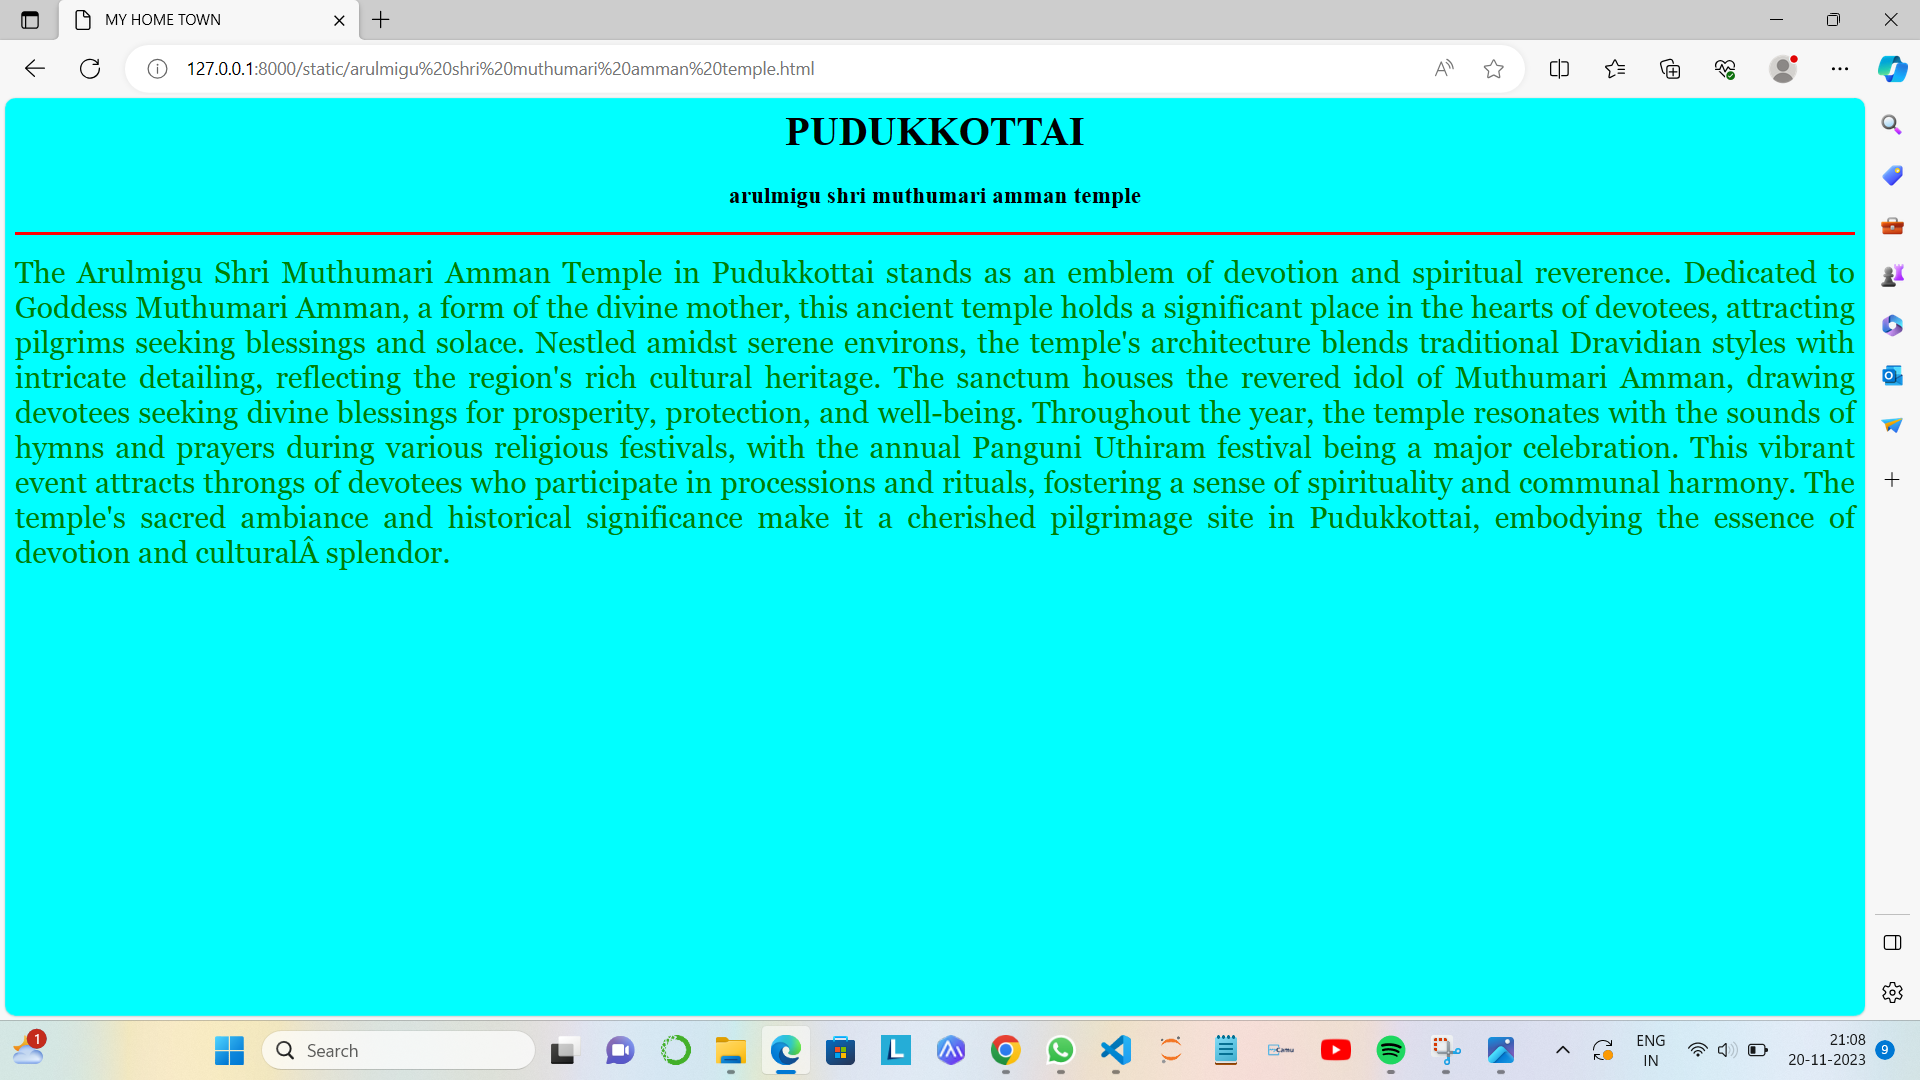 MY HOME TOWN
127.0.0.1:8000/static/arulmigu%20shri%20muthumari%20amman%20temple.html
PUDUKKOTTAI
arulmigu shri muthumari amman temple
The Arulmigu Shri Muthumari Amman Temple in Pudukkottai stands as an emblem of devotion and spiritual reverence. Dedicated to
Goddess Muthumari Amman, a form of the divine mother, this ancient temple holds a significant place in the hearts of devotees, attracting
pilgrims seeking blessings and solace. Nestled amidst serene environs, the temple's architecture blends traditional Dravidian styles with
intricate detailing, reflecting the region's rich cultural heritage. The sanctum houses the revered idol of Muthumari Amman, drawing
devotees seeking divine blessings for prosperity, protection, and well-being. Throughout the year, the temple resonates with the sounds of
hymns and prayers during various religious festivals, with the annual Panguni Uthiram festival being a major celebration. This vibrant
event attracts throngs of devotees who participate in processions and rituals, fostering a sense of spirituality and communal harmony. The
temple's sacred ambiance and historical significance make it a cherished pilgrimage site in Pudukkottai, embodying the essence of
devotion and culturalÂ splendor.
1
Search
Camu
ENG
IN
21:08
20-11-2023
9